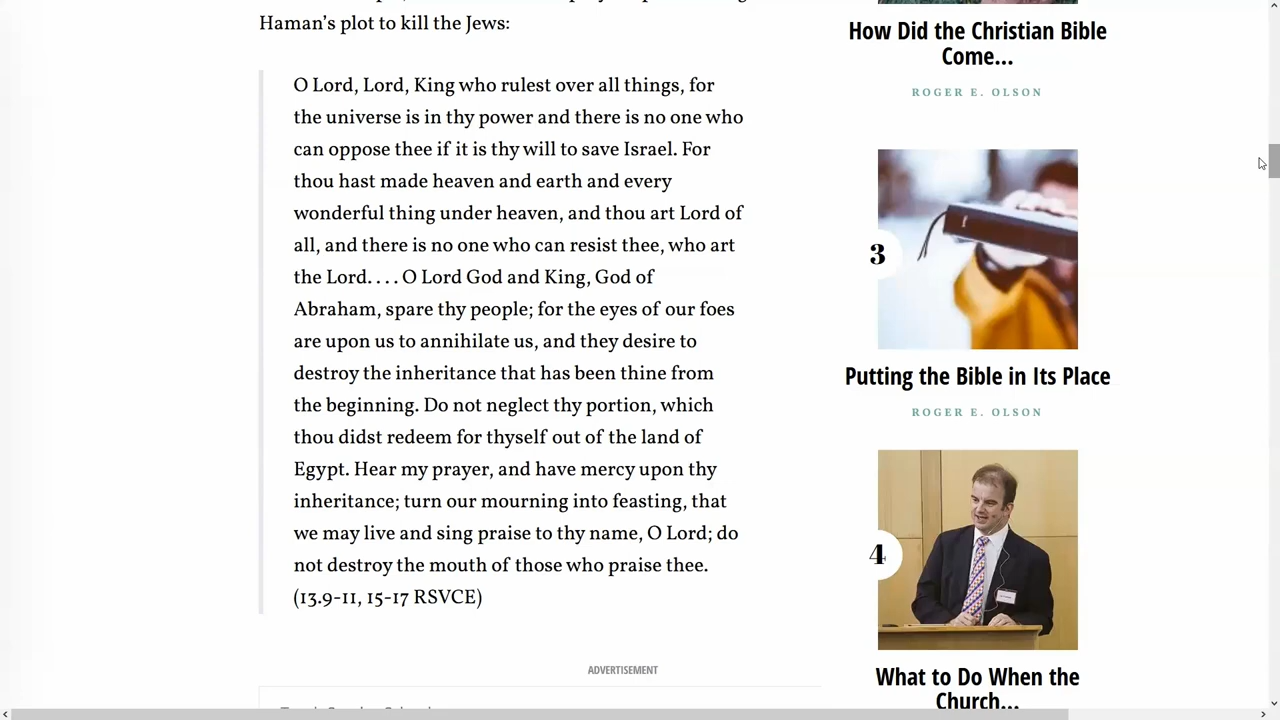 Haman’s plot to kill the Jews:
O Lord, Lord, King who rulest over all things, for
the universe is in thy power and there is no one who
can oppose thee if it is thy will to save Israel. For
thou hast made heaven and earth and every
wonderful thing under heaven, and thou art Lord of
all, and there is no one who can resist thee, who art
the Lord. . . . O Lord God and King, God of
Abraham, spare thy people; for the eyes of our foes
are upon us to annihilate us, and they desire to
destroy the inheritance that has been thine from
the beginning. Do not neglect thy portion, which
thou didst redeem for thyself out of the land of
Egypt. Hear my prayer, and have mercy upon thy
inheritance; turn our mourning into feasting, that
we may live and sing praise to thy name, O Lord; do
not destroy the mouth of those who praise thee.
(13.9-11, 15-17 RSVCE)
ADVERTISEMENT
How Did the Christian Bible
Come...
ROGER E. OLSON
3
Putting the Bible in Its Place
ROGER E. OLSON
4
What to Do When the
Church...